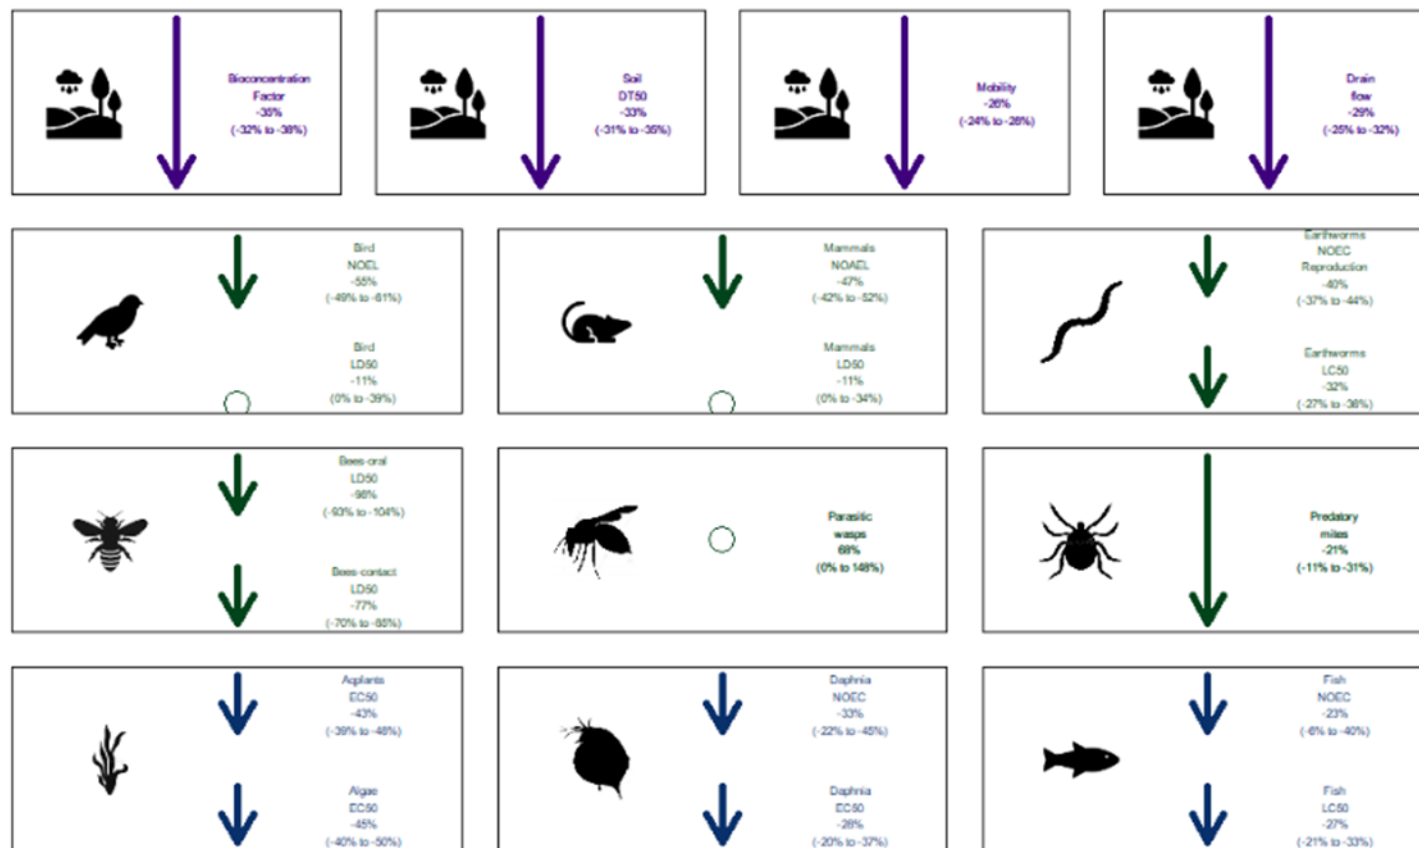 Bioconcentration
Factor
-35%
(-32% to -38%)
Soil
DT50
-33%
(-31% to -35%)
Mobility
-26%
(-24% to -28%)
Drain
flow
-29%
(-25% to -32%)
Bird
NOEL
-55%
(-49% to -61%)
Bird
LD50
-11%
(0% to -39%)
Mammals
NOAEL
-47%
(-42% to -52%)
Mammals
LD50
-11%
(0% to -34%)
Earthworms
NOEC
Reproduction
-40%
(-37% to -44%)
Earthworms
LC50
-32%
(-27% to -36%)
Bees-oral
LD50
-98%
(-93% to -104%)
Bees-contact
LD50
-77%
(-70% to -85%)
Parasitic
wasps
68%
(0% to 148%)
Predatory
mites
-21%
(-11% to -31%)
Aqplants
EC50
-43%
(-39% to -48%)
Algae
EC50
-45%
(-40% to -50%)
Daphnia
NOEC
-33%
(-22% to -45%)
Daphnia
EC50
-28%
(-20% to -37%)
Fish
NOEC
-23%
(-6% to -40%)
Fish
LC50
-27%
(-21% to -33%)